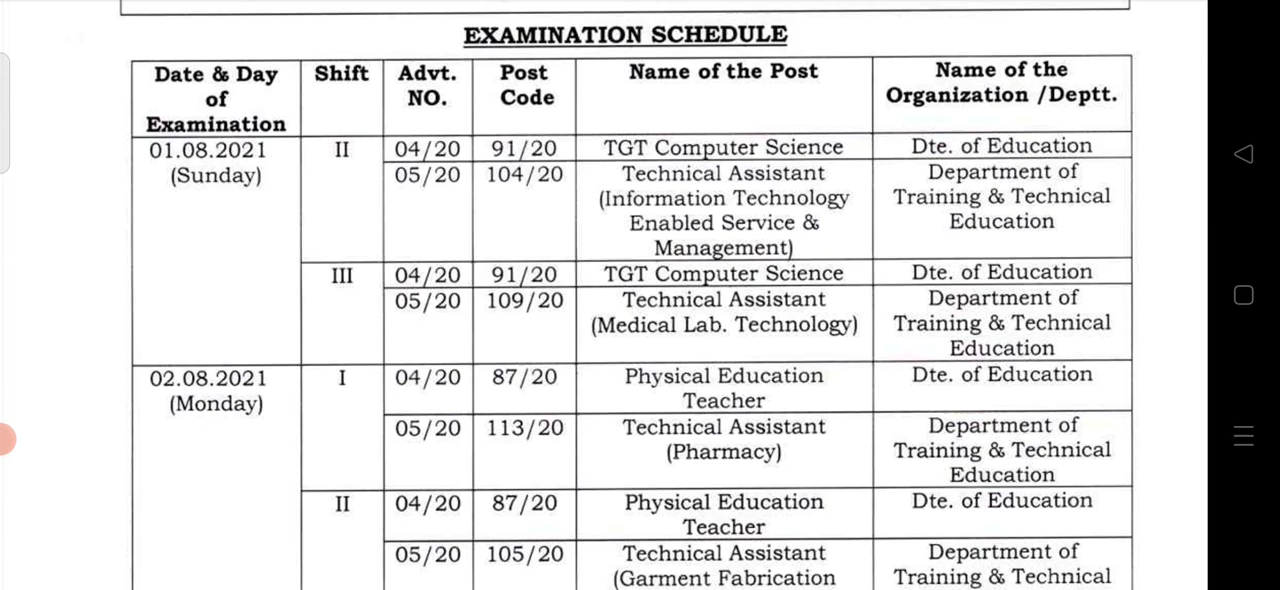 EXAMINATION SCHEDULE
Date & Day of Examination Shift Advt. NO. Post Code Name of the Post Name of the Organization /Deptt.
01.08.2021 (Sunday) II 04/20 91/20 TGT Computer Science Dte. of Education
05/20 104/20 Technical Assistant (Information Technology Enabled Service & Management) Department of Training & Technical Education
III 04/20 91/20 TGT Computer Science Dte. of Education
05/20 109/20 Technical Assistant (Medical Lab. Technology) Department of Training & Technical Education
02.08.2021 (Monday) I 04/20 87/20 Physical Education Teacher Dte. of Education
05/20 113/20 Technical Assistant (Pharmacy) Department of Training & Technical Education
II 04/20 87/20 Physical Education Teacher Dte. of Education
05/20 105/20 Technical Assistant (Garment Fabrication Department of Training & Technical